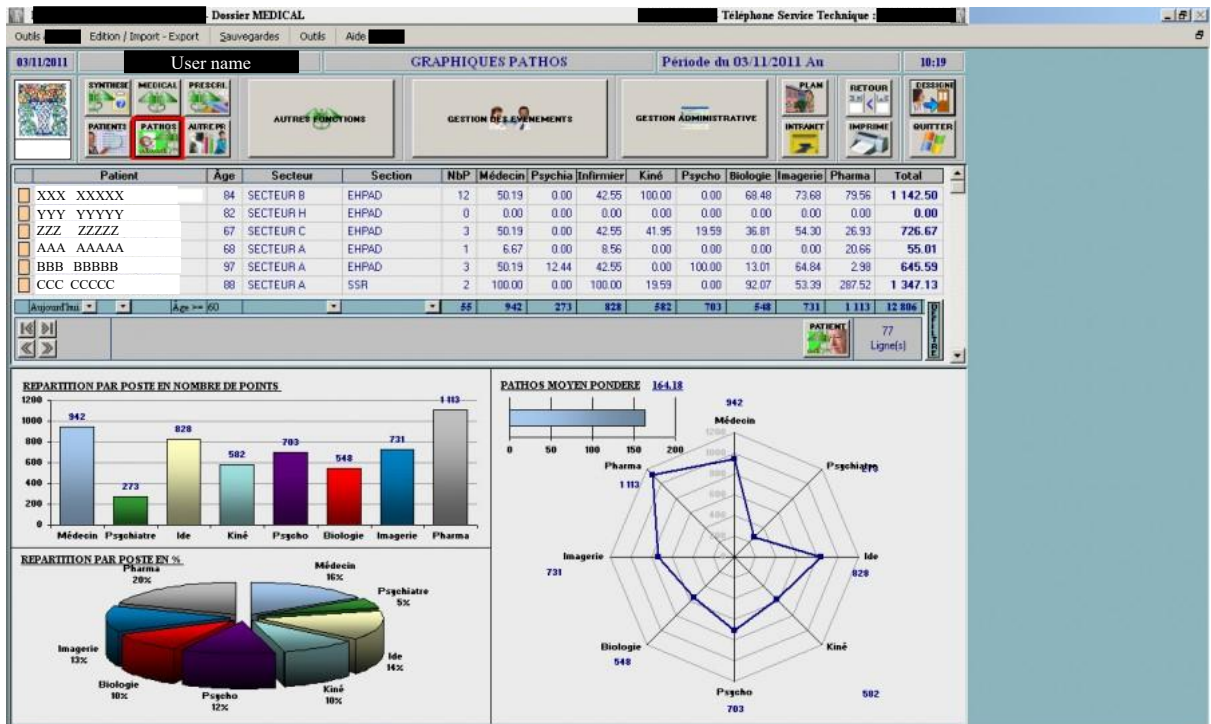 - Dossier MEDICAL Téléphone Service Technique :
Outils Edition / Import - Export Sauvegardes Outils Aide
03/11/2011 User name GRAPHIQUES PATHOS Période du 03/11/2011 Au 10:19
SYNTHESE MEDICAL PRESCRI. PLAN RETOUR DESSIGNE
AUTRES FONCTIONS GESTION DES EVENEMENTS GESTION ADMINISTRATIVE
PATIENTS PATHOS AUTRE PR INTRANET IMPRIME QUITTER
Patient Âge Secteur Section NbP Médecin Psychia Infirmier Kiné Psycho Biologie Imagerie Pharma Total
XXX XXXXX 84 SECTEUR B EHPAD 12 50.19 0.00 42.55 100.00 0.00 68.48 73.68 79.56 1 142.50
YYY YYYYY 82 SECTEUR H EHPAD 0 0.00 0.00 0.00 0.00 0.00 0.00 0.00 0.00 0.00
ZZZ ZZZZZ 67 SECTEUR C EHPAD 3 50.19 0.00 42.55 41.95 19.59 36.81 54.30 26.93 726.67
AAA AAAAA 68 SECTEUR A EHPAD 1 6.67 0.00 8.56 0.00 0.00 0.00 0.00 20.66 55.01
BBB BBBBB 97 SECTEUR A EHPAD 3 50.19 12.44 42.55 0.00 100.00 13.01 64.84 2.98 645.59
CCC CCCCC 88 SECTEUR A SSR 2 100.00 0.00 100.00 19.59 0.00 92.07 53.39 287.52 1 347.13
Aujourd'hui Âge >= 60 55 942 273 828 582 703 548 731 1 113 12 806
PATIENT 77
Ligne(s)
REPARTITION PAR POSTE EN NOMBRE DE POINTS
1200
1000
800
600
400
200
0
942 273 828 582 703 548 731 1 113
Médecin Psychiatre Ide Kiné Psycho Biologie Imagerie Pharma
REPARTITION PAR POSTE EN %
Pharma
20%
Médecin
16%
Psychiatre
5%
Ide
14%
Kiné
10%
Psycho
12%
Biologie
10%
Imagerie
13%
PATHOS MOYEN PONDERE 164.18
0 50 100 150 200
942
Médecin
1200
1000
800
600
400
200
0
Psychiatre
273
Ide
828
Kiné
582
Psycho
703
Biologie
548
Imagerie
731
Pharma
1 113